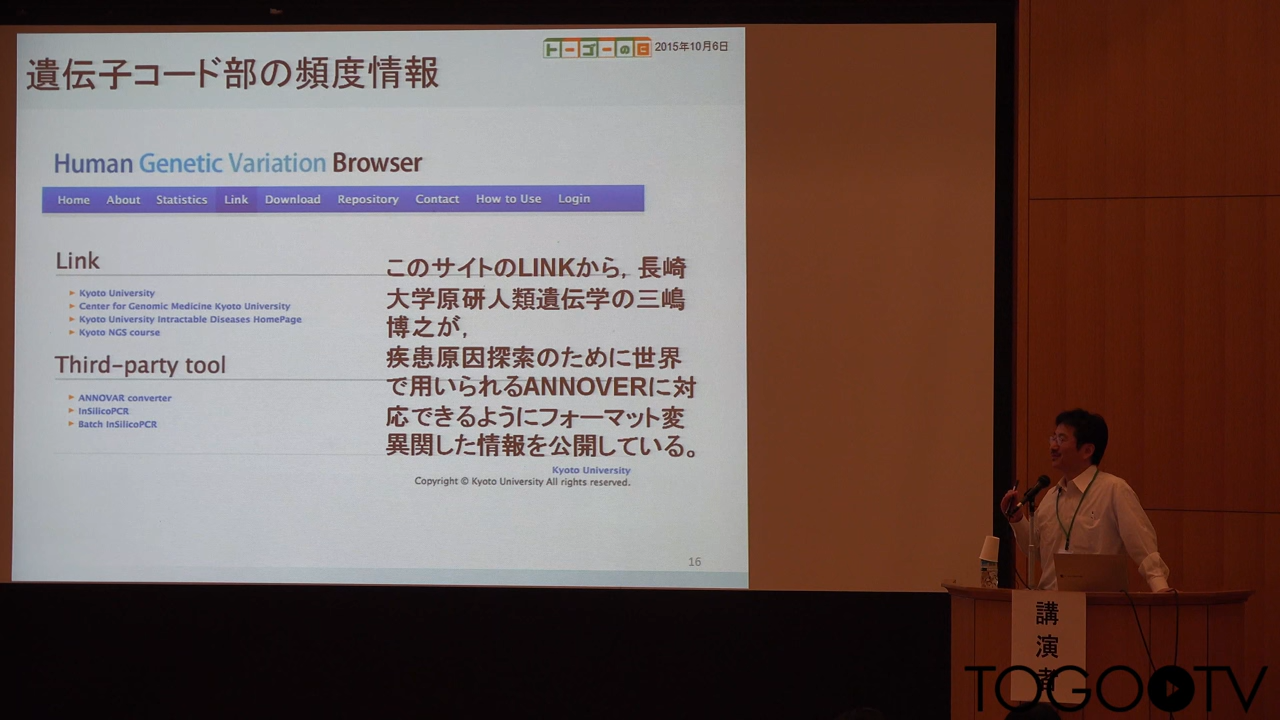 トーゴーの日 2015年10月6日
遺伝子コード部の頻度情報
Human Genetic Variation Browser
Home About Statistics Link Download Repository Contact How to Use Login
Link
Kyoto University
Center for Genomic Medicine Kyoto University
Kyoto University Intractable Diseases HomePage
Kyoto NGS course
Third-party tool
ANNOVAR converter
InSilicoPCR
Batch InSilicoPCR
このサイトのLINKから，長崎
大学原研人類遺伝学の三嶋
博之が，
疾患原因探索のために世界
で用いられるANNOVERに対
応できるようにフォーマット変
異関した情報を公開している。
Kyoto University
Copyright © Kyoto University All rights reserved.
16
講演者
TOGOTV